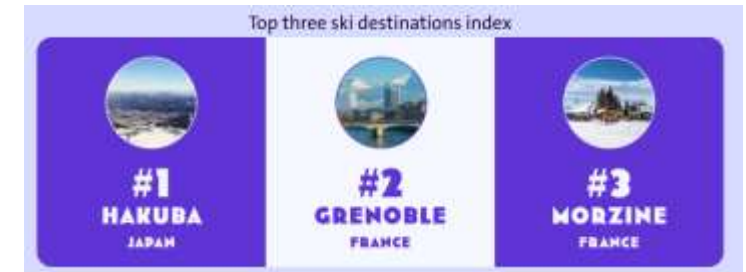 Top three ski destinations index
#1
HAKUBA
JAPAN
#2
GRENOBLE
FRANCE
#3
MORZINE
FRANCE